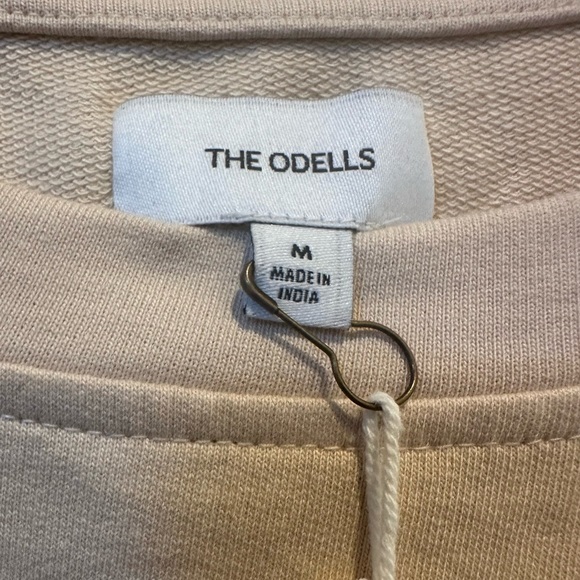 THE ODELLS
M
MADE IN
INDIA